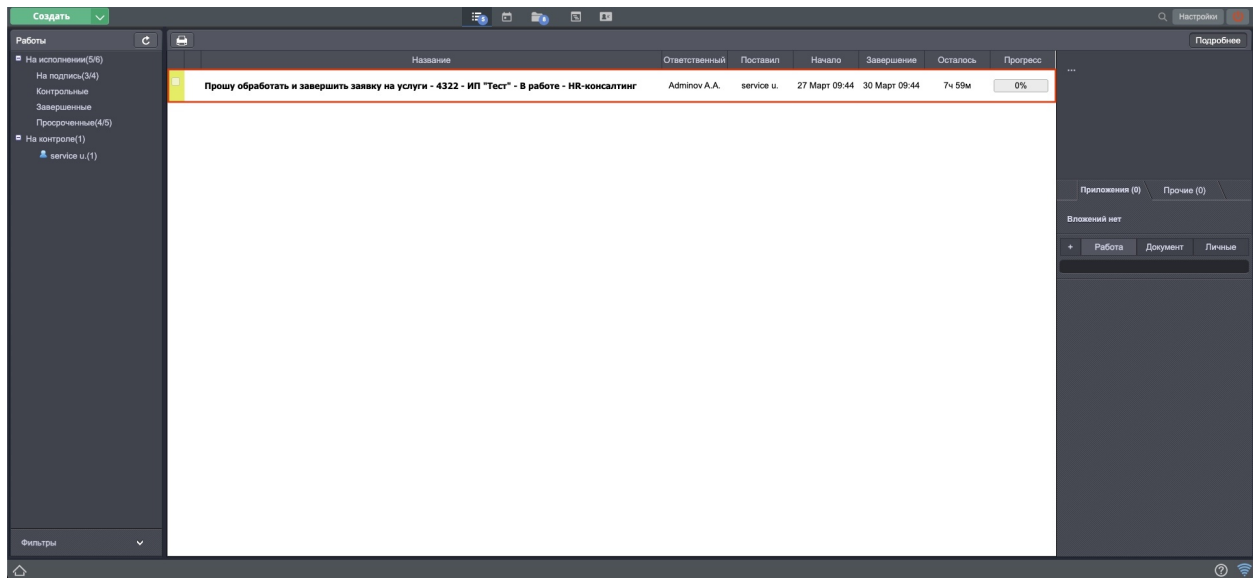 Создать
5
8
Настройки
Работы
Подробнее
На исполнении(5/6)
На подпись(3/4)
Контрольные
Завершенные
Просроченные(4/5)
На контроле(1)
service u.(1)
Название Ответственный Поставил Начало Завершение Осталось Прогресс
Прошу обработать и завершить заявку на услуги - 4322 - ИП "Тест" - В работе - HR-консалтинг Adminov A.A. service u. 27 Март 09:44 30 Март 09:44 7ч 59м 0%
...
Приложения (0) Прочие (0)
Вложений нет
+ Работа Документ Личные
Фильтры